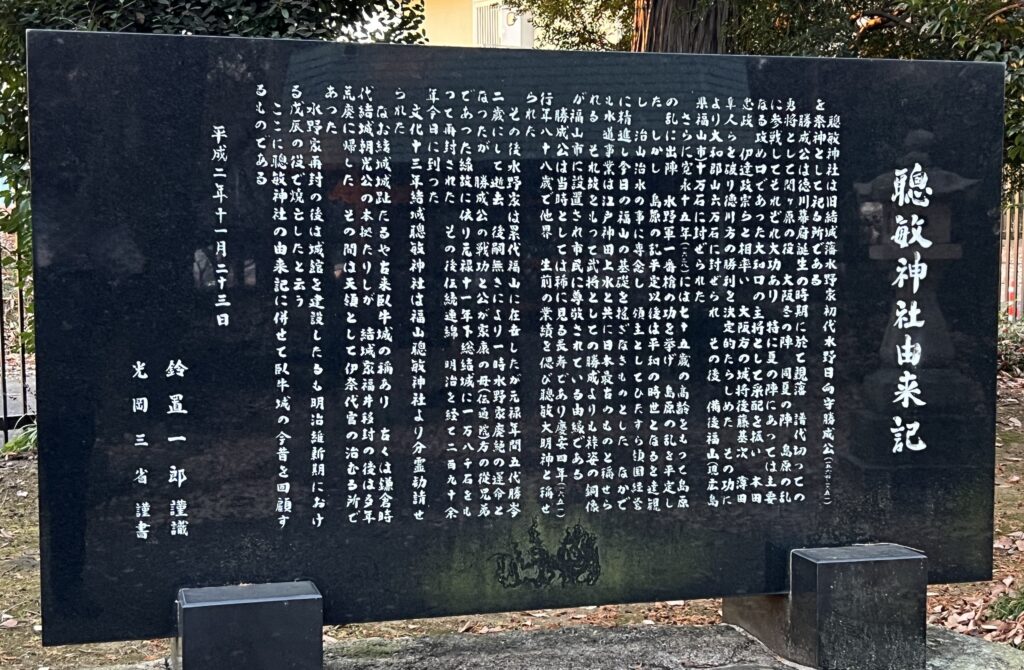 聰敏神社由来記
聰敏神社は旧結城藩水野家初代水野日向守勝成公(一五六四―一六五一)
を祭神として祀る所である
勝成公は徳川幕府誕生の時期に於て親藩 譜代切っての
勇将として関ヶ原の役 大阪冬の陣 同夏の陣 島原の乱
に参戦してそれぞれ大功あり 特に夏の陣にあっては主要
なる攻め口であった大和口の主将として采配を振い 本田
忠政 伊達政宗らと相率い 大阪方の城将後藤基次 薄田
隼人らを破り徳川方の勝利を決定的たらしめた その功に
より大和郡山六万石に封ぜられ その後 備後福山現広島
県福山市十万石に封ぜられた
さらに寛永十五年(一六三八)には七十五歳の高齢をもって島原
の乱に出陣 水野軍一番槍の功を挙げ 島原の乱を平定し
た しかし 島原の乱平定以後は平和の時世となるを達観
し 治山治水の事に専念し 領主としてひたすら領国経営
に精進し今日の福山の基礎を揺ぎなきものとした なかで
も水道事業は江戸神田上水と共に日本最古のものと称せら
れる それ故をもって武将としての勝成よりも裃姿の銅像
が福山市に設置され市民に尊敬されている由縁である
勝成公は当時としては稀に見る長寿であり慶安四年(一六五一)
行年八十八歳で他界 生前の業績を偲び聰敏大明神と称せ
られた
その後水野家は累代福山に在去したが元禄年間五代勝岑
二歳にして逝去 後嗣無きにより一時水野家廃絶の運命と
なったが 勝成公の戦功と公が家康の母(伝通院)方の従兄弟
であった縁故に依り元禄十一年下総結城に一万八千石をも
って再封された その後伝統連綿 明治を経て二百九十余
年今日に到った
文化十三年結城聰敏神社は福山聰敏神社より分霊勧請せ
られた
なお結城城趾たるや古来臥牛城の称あり 古くは鎌倉時
代結城朝光公の本拠たりしが 結城家福井移封の後は多年
荒廃に帰した その間は天領として伊奈代官の治むる所で
あった
水野家再封の後は城館を建設したるも明治維新期におけ
る戊辰の役で焼亡したと云う
ここに聰敏神社の由来記に併せて臥牛城の今昔を回顧す
るものである
平成二年十一月二十三日
鈴置一郎謹識
光岡三省謹書